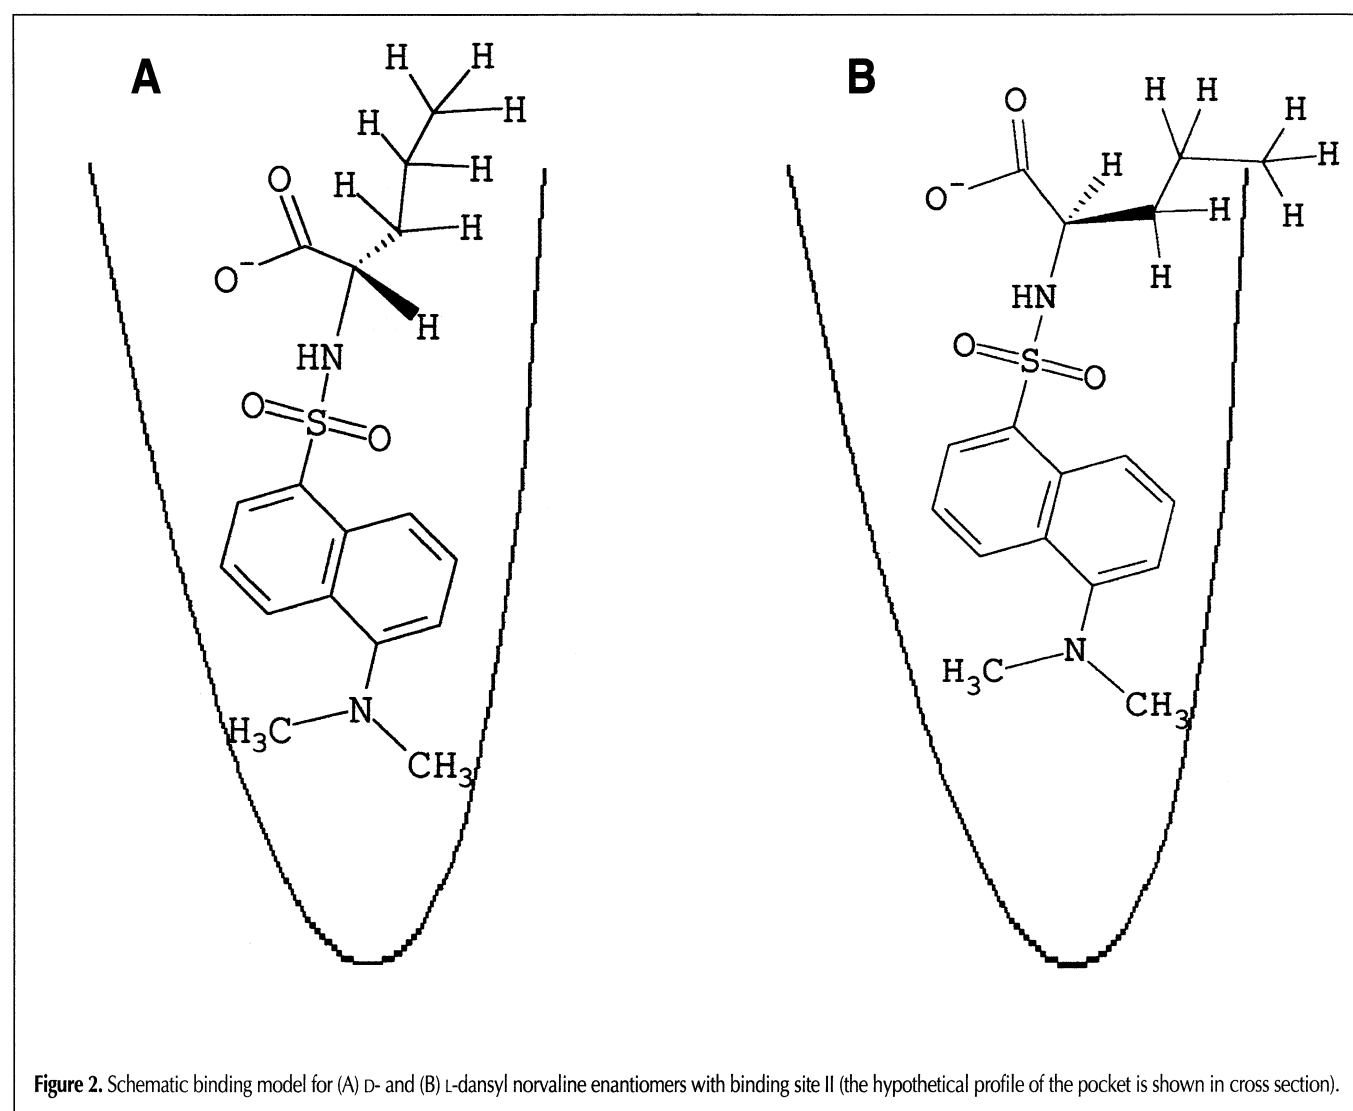 A
B
H H
H H
H H
H H
O
O⁻
H
HN
O S O
H₃C N CH₃
O H H H
H H
O⁻ H H
H
HN
O S O
H₃C N CH₃
Figure 2. Schematic binding model for (A) D- and (B) L-dansyl norvaline enantiomers with binding site II (the hypothetical profile of the pocket is shown in cross section).